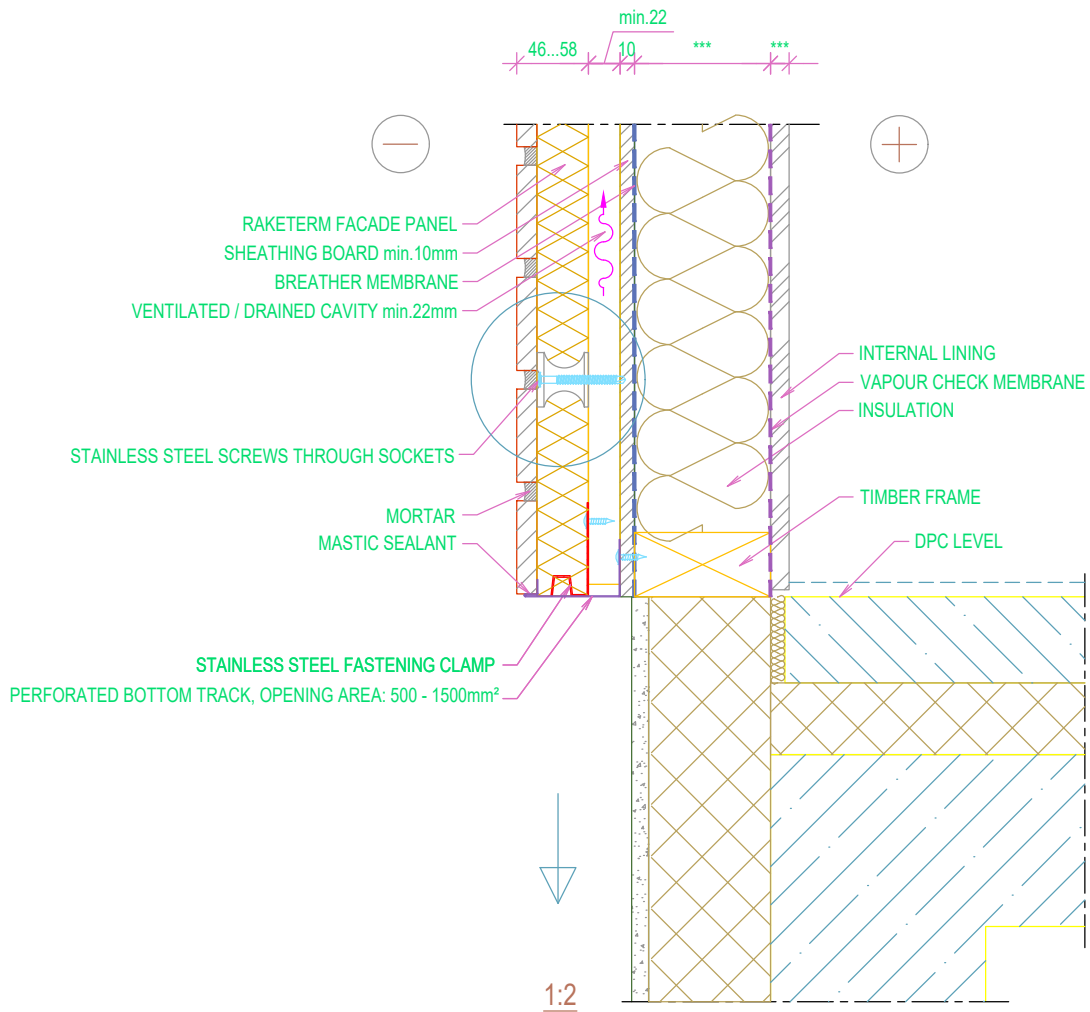 min.22
46...58
10
***
***
RAKETERM FACADE PANEL
SHEATHING BOARD min.10mm
BREATHER MEMBRANE
VENTILATED / DRAINED CAVITY min.22mm
INTERNAL LINING
VAPOUR CHECK MEMBRANE
INSULATION
STAINLESS STEEL SCREWS THROUGH SOCKETS
TIMBER FRAME
MORTAR
DPC LEVEL
MASTIC SEALANT
STAINLESS STEEL FASTENING CLAMP
PERFORATED BOTTOM TRACK, OPENING AREA: 500 - 1500mm²
1:2